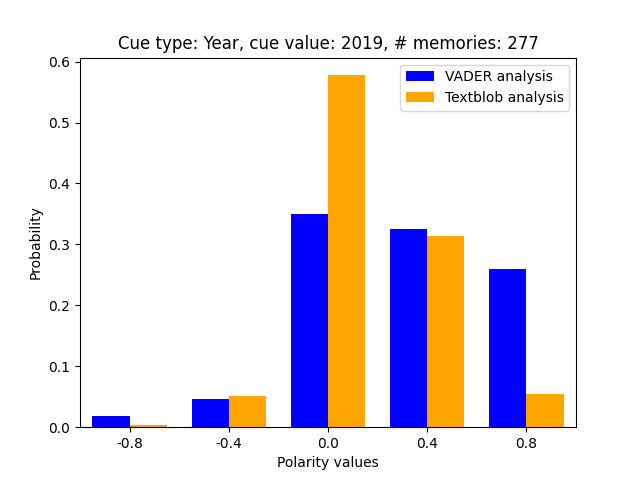 Cue type: Year, cue value: 2019, # memories: 277
VADER analysis
Textblob analysis
0.6
0.5
0.4
0.3
0.2
0.1
0.0
Probability
-0.8 -0.4 0.0 0.4 0.8
Polarity values